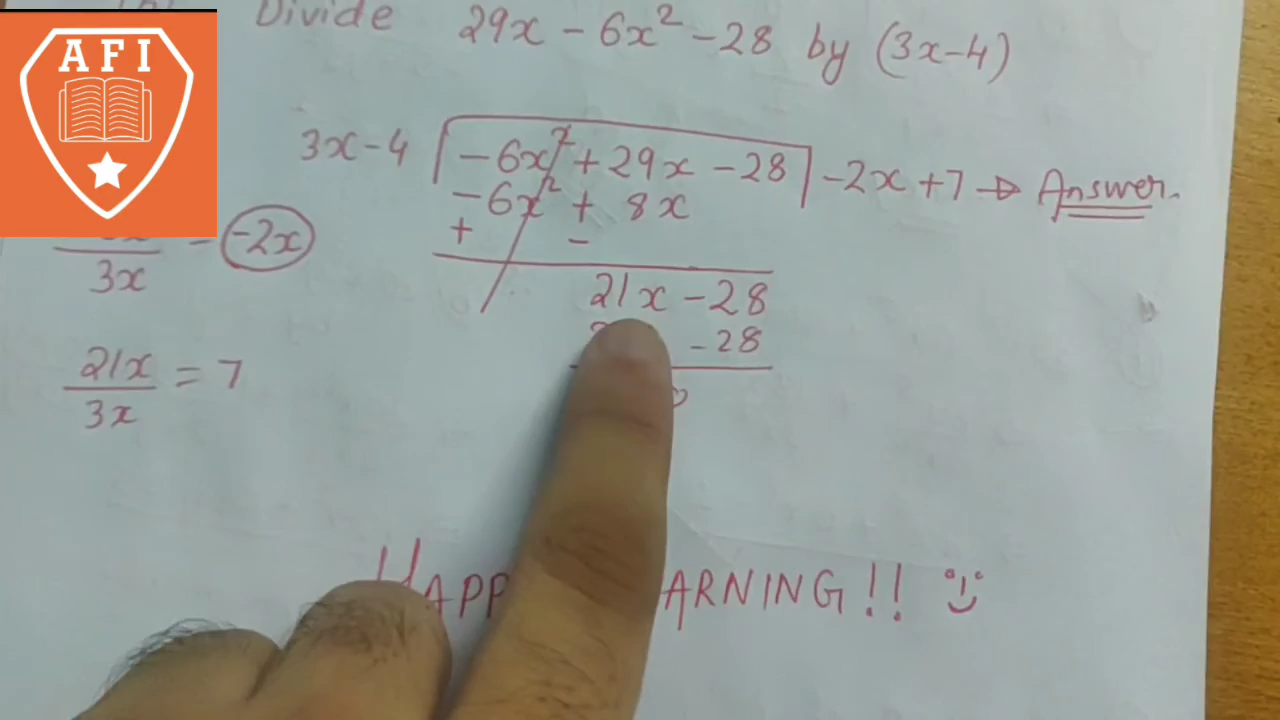 AFI
Divide 29x - 6x² - 28 by (3x-4)
3x-4 -6x² + 29x - 28 -2x +7 → Answer.
-6x² + 8x
+ -
3x = -2x
21x - 28
- 28
21x/3x = 7
ARNING!!